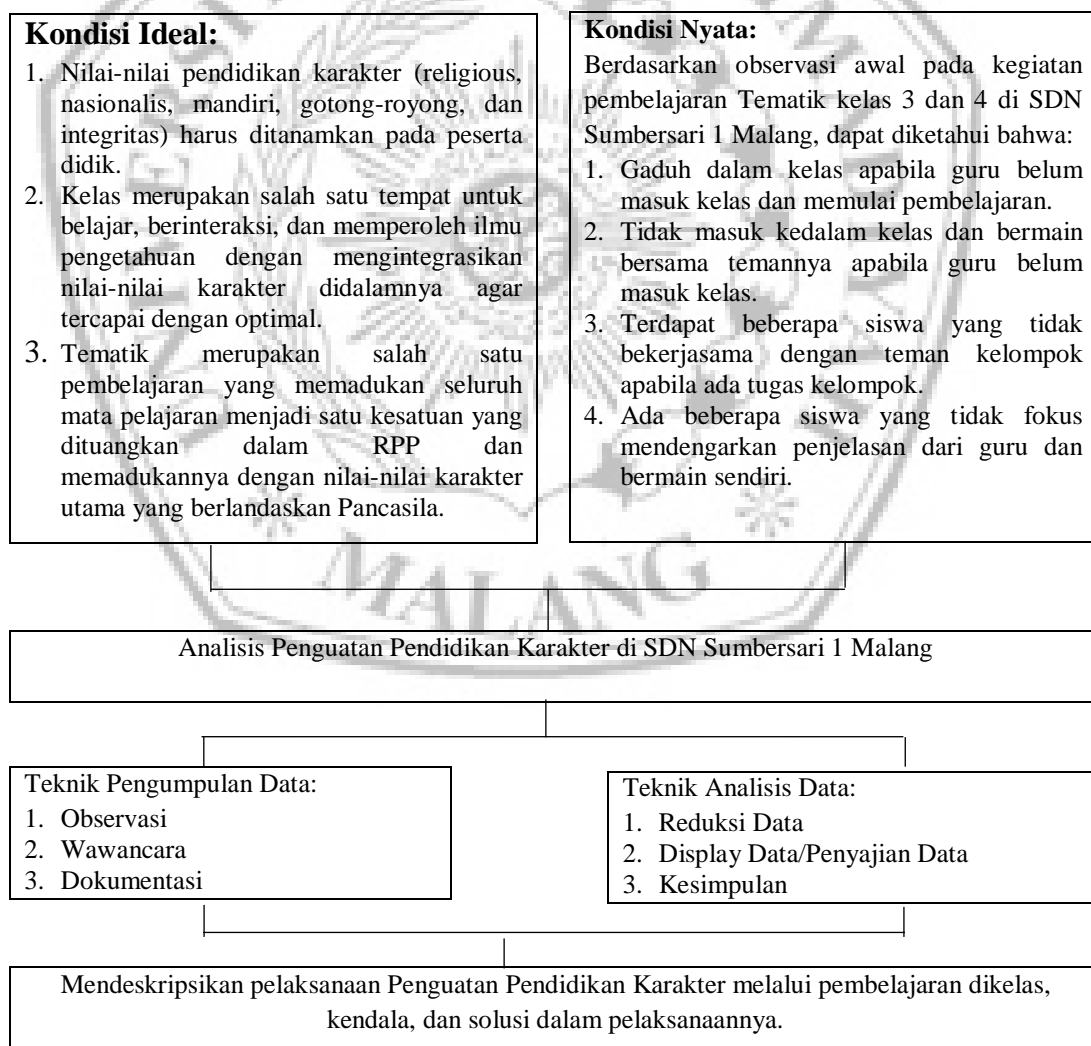 Kondisi Ideal:
1. Nilai-nilai pendidikan karakter (religious,
nasionalis, mandiri, gotong-royong, dan
integritas) harus ditanamkan pada peserta
didik.
2. Kelas merupakan salah satu tempat untuk
belajar, berinteraksi, dan memperoleh ilmu
pengetahuan dengan mengintegrasikan
nilai-nilai karakter didalamnya agar
tercapai dengan optimal.
3. Tematik merupakan salah satu
pembelajaran yang memadukan seluruh
mata pelajaran menjadi satu kesatuan yang
dituangkan dalam RPP dan
memadukannya dengan nilai-nilai karakter
utama yang berlandaskan Pancasila.
Kondisi Nyata:
Berdasarkan observasi awal pada kegiatan
pembelajaran Tematik kelas 3 dan 4 di SDN
Sumbersari 1 Malang, dapat diketahui bahwa:
1. Gaduh dalam kelas apabila guru belum
masuk kelas dan memulai pembelajaran.
2. Tidak masuk kedalam kelas dan bermain
bersama temannya apabila guru belum
masuk kelas.
3. Terdapat beberapa siswa yang tidak
bekerjasama dengan teman kelompok
apabila ada tugas kelompok.
4. Ada beberapa siswa yang tidak fokus
mendengarkan penjelasan dari guru dan
bermain sendiri.
MALANG
Analisis Penguatan Pendidikan Karakter di SDN Sumbersari 1 Malang
Teknik Pengumpulan Data:
1. Observasi
2. Wawancara
3. Dokumentasi
Teknik Analisis Data:
1. Reduksi Data
2. Display Data/Penyajian Data
3. Kesimpulan
Mendeskripsikan pelaksanaan Penguatan Pendidikan Karakter melalui pembelajaran dikelas,
kendala, dan solusi dalam pelaksanaannya.